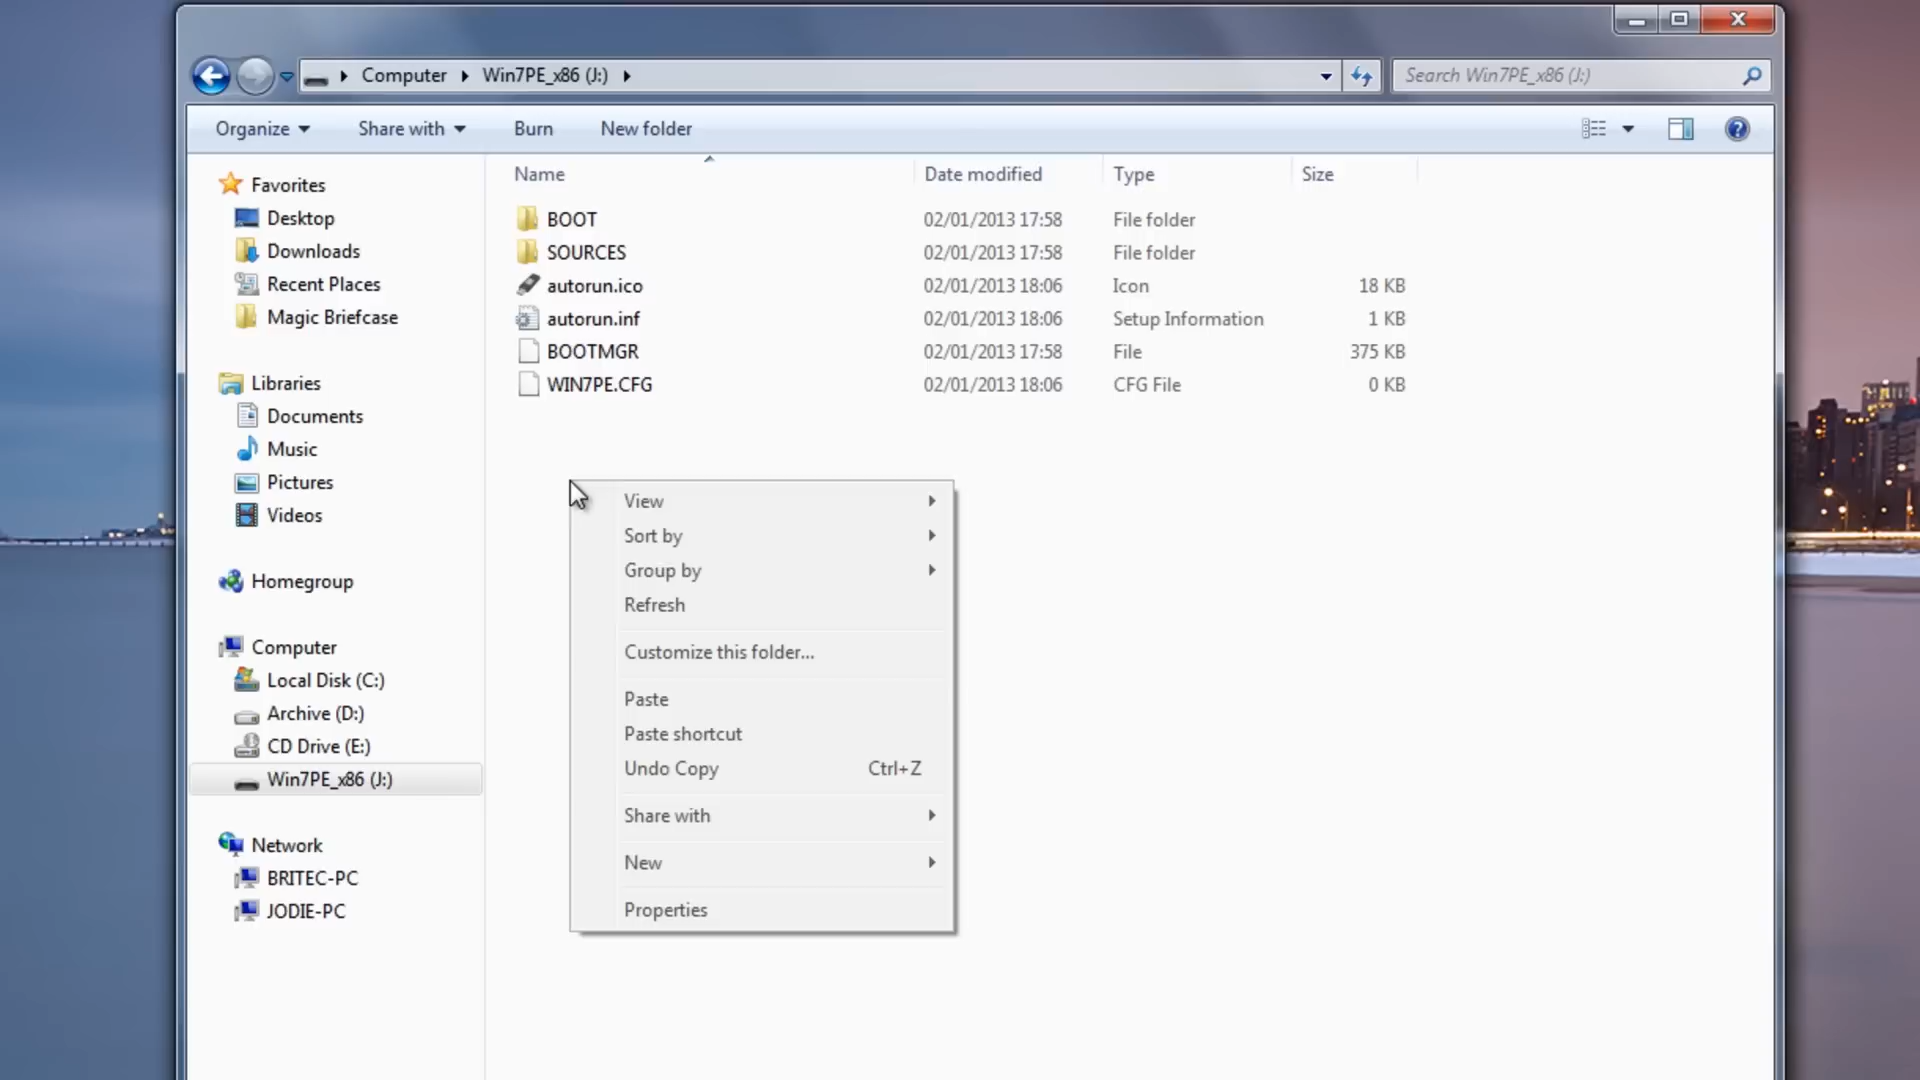 Computer Win7PE_x86 (J:)
Search Win7PE_x86 (J:)
Organize Share with Burn New folder
Favorites
Desktop
Downloads
Recent Places
Magic Briefcase
Libraries
Documents
Music
Pictures
Videos
Homegroup
Computer
Local Disk (C:)
Archive (D:)
CD Drive (E:)
Win7PE_x86 (J:)
Network
BRITEC-PC
JODIE-PC
Name Date modified Type Size
BOOT 02/01/2013 17:58 File folder
SOURCES 02/01/2013 17:58 File folder
autorun.ico 02/01/2013 18:06 Icon 18 KB
autorun.inf 02/01/2013 18:06 Setup Information 1 KB
BOOTMGR 02/01/2013 17:58 File 375 KB
WIN7PE.CFG 02/01/2013 18:06 CFG File 0 KB
View
Sort by
Group by
Refresh
Customize this folder...
Paste
Paste shortcut
Undo Copy Ctrl+Z
Share with
New
Properties